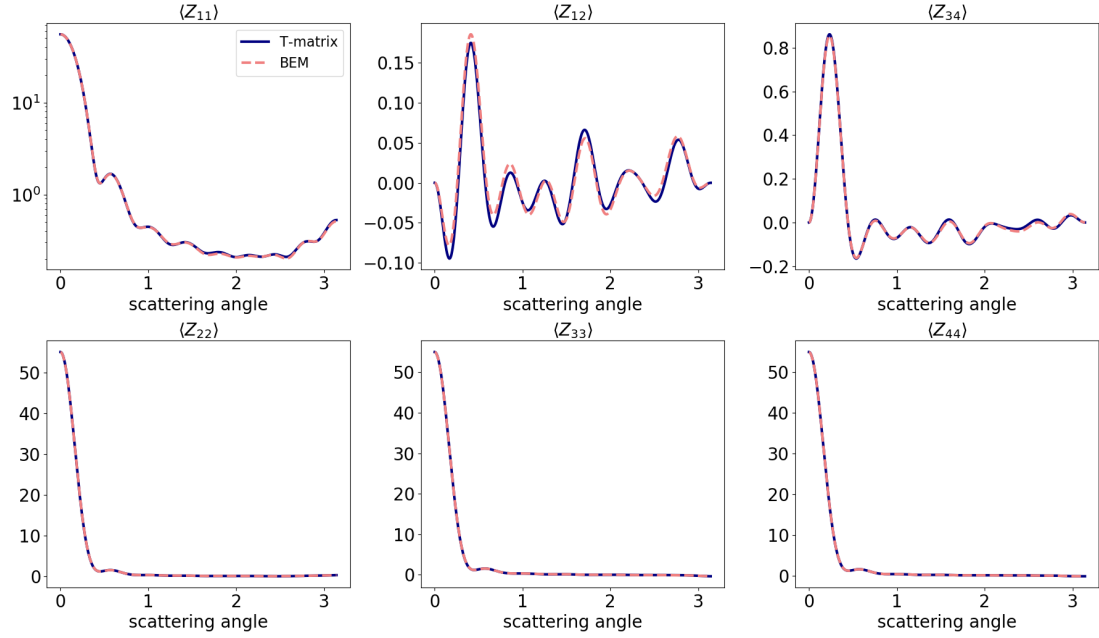 ⟨Z₁₁⟩
10¹
10⁰
0 1 2 3
scattering angle
T-matrix
BEM
⟨Z₁₂⟩
0.15
0.10
0.05
0.00
−0.05
−0.10
0 1 2 3
scattering angle
⟨Z₃₄⟩
0.8
0.6
0.4
0.2
0.0
−0.2
0 1 2 3
scattering angle
⟨Z₂₂⟩
50
40
30
20
10
0
0 1 2 3
scattering angle
⟨Z₃₃⟩
50
40
30
20
10
0
0 1 2 3
scattering angle
⟨Z₄₄⟩
50
40
30
20
10
0
0 1 2 3
scattering angle